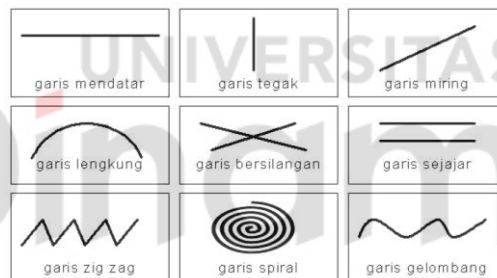 UNIVERSITAS
garis mendatar
garis tegak
garis miring
Dinam
garis lengkung
garis bersilangan
garis sejajar
garis zig zag
garis spiral
garis gelombang